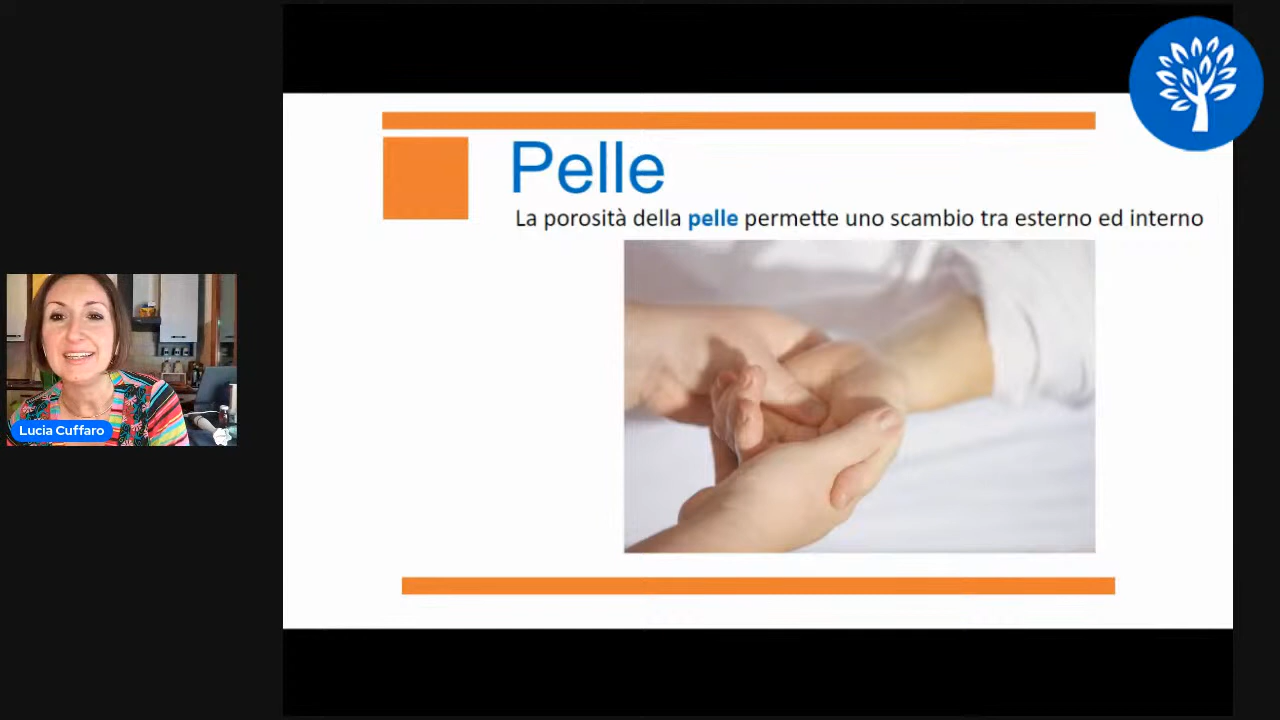 Pelle
La porosità della pelle permette uno scambio tra esterno ed interno
Lucia Cuffaro